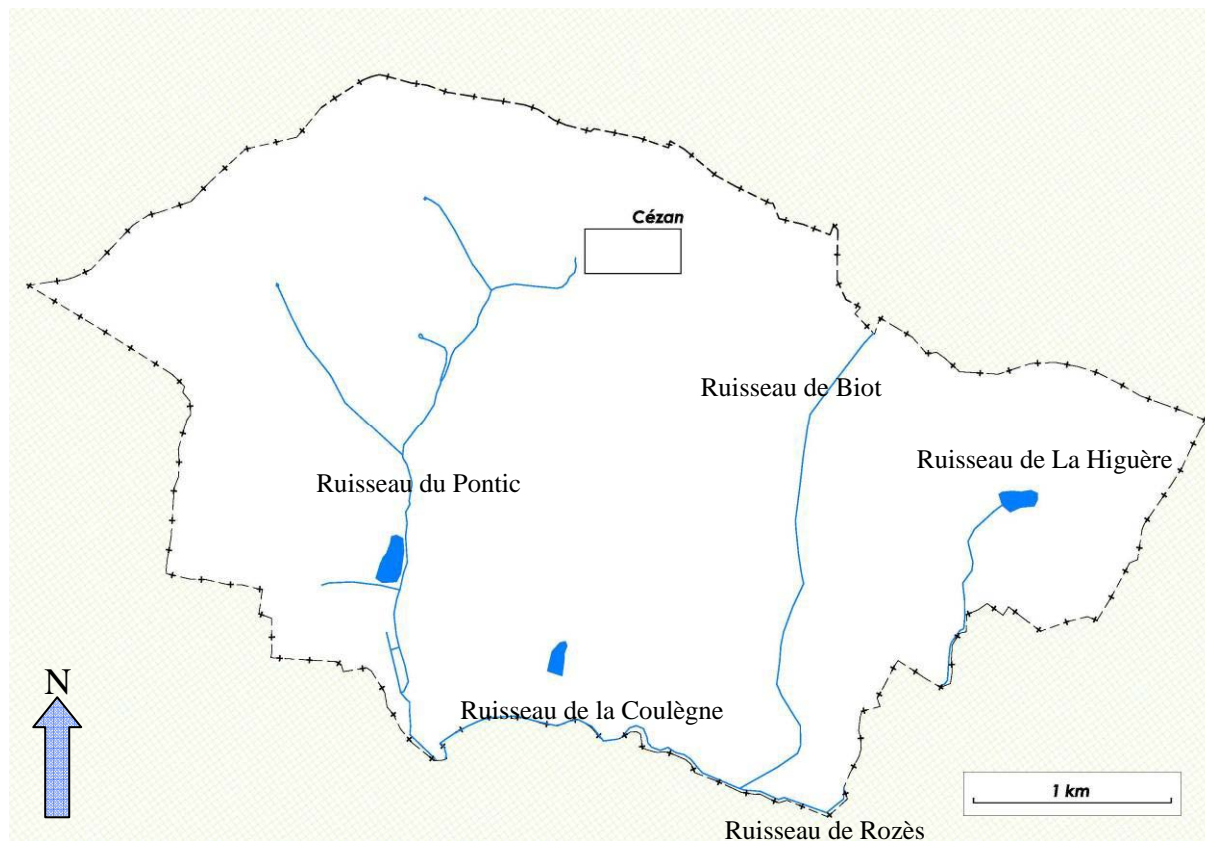 Cézan
Ruisseau de Biot
Ruisseau de La Higuère
Ruisseau du Pontic
N
Ruisseau de la Coulègne
1 km
Ruisseau de Rozès